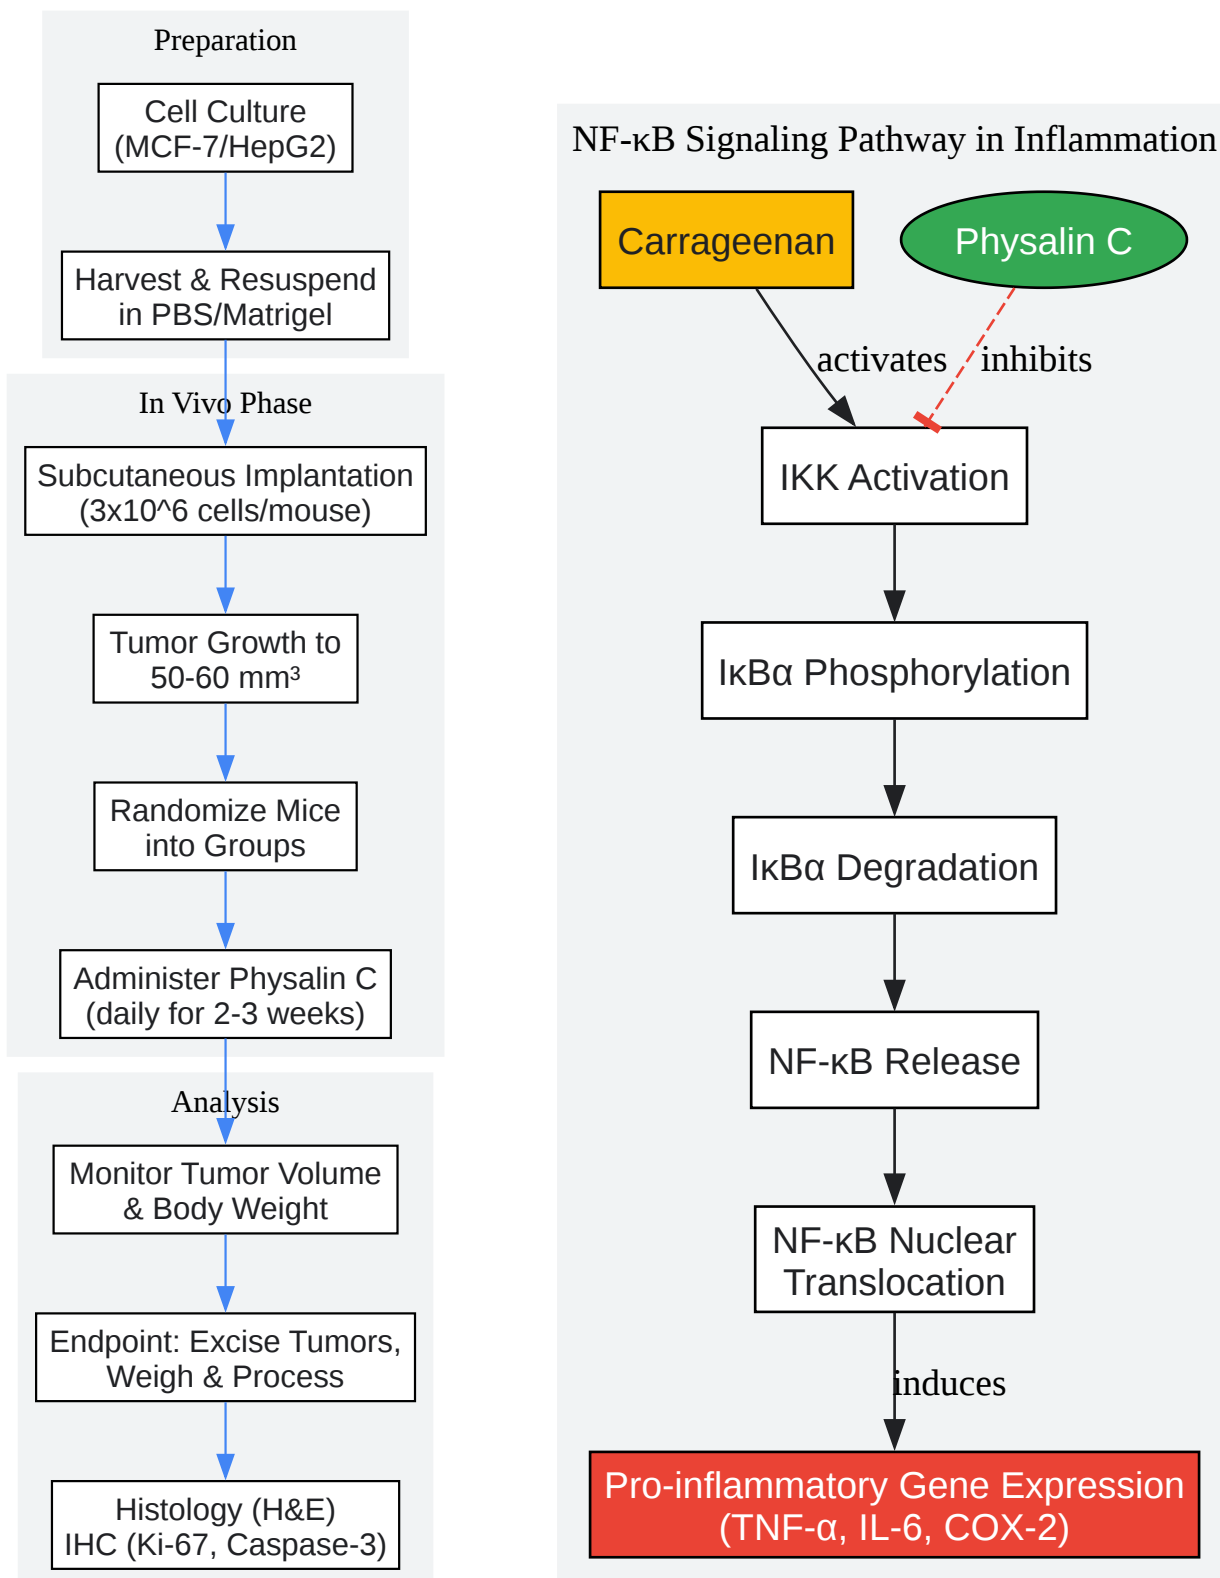 Preparation
Cell Culture
(MCF-7/HepG2)
Harvest & Resuspend
in PBS/Matrigel
In Vivo Phase
Subcutaneous Implantation
(3x10^6 cells/mouse)
Tumor Growth to
50-60 mm³
Randomize Mice
into Groups
Administer Physalin C
(daily for 2-3 weeks)
Analysis
Monitor Tumor Volume
& Body Weight
Endpoint: Excise Tumors,
Weigh & Process
Histology (H&E)
IHC (Ki-67, Caspase-3)
NF-κB Signaling Pathway in Inflammation
Carrageenan
Physalin C
activates
inhibits
IKK Activation
IκBα Phosphorylation
IκBα Degradation
NF-κB Release
NF-κB Nuclear
Translocation
induces
Pro-inflammatory Gene Expression
(TNF-α, IL-6, COX-2)